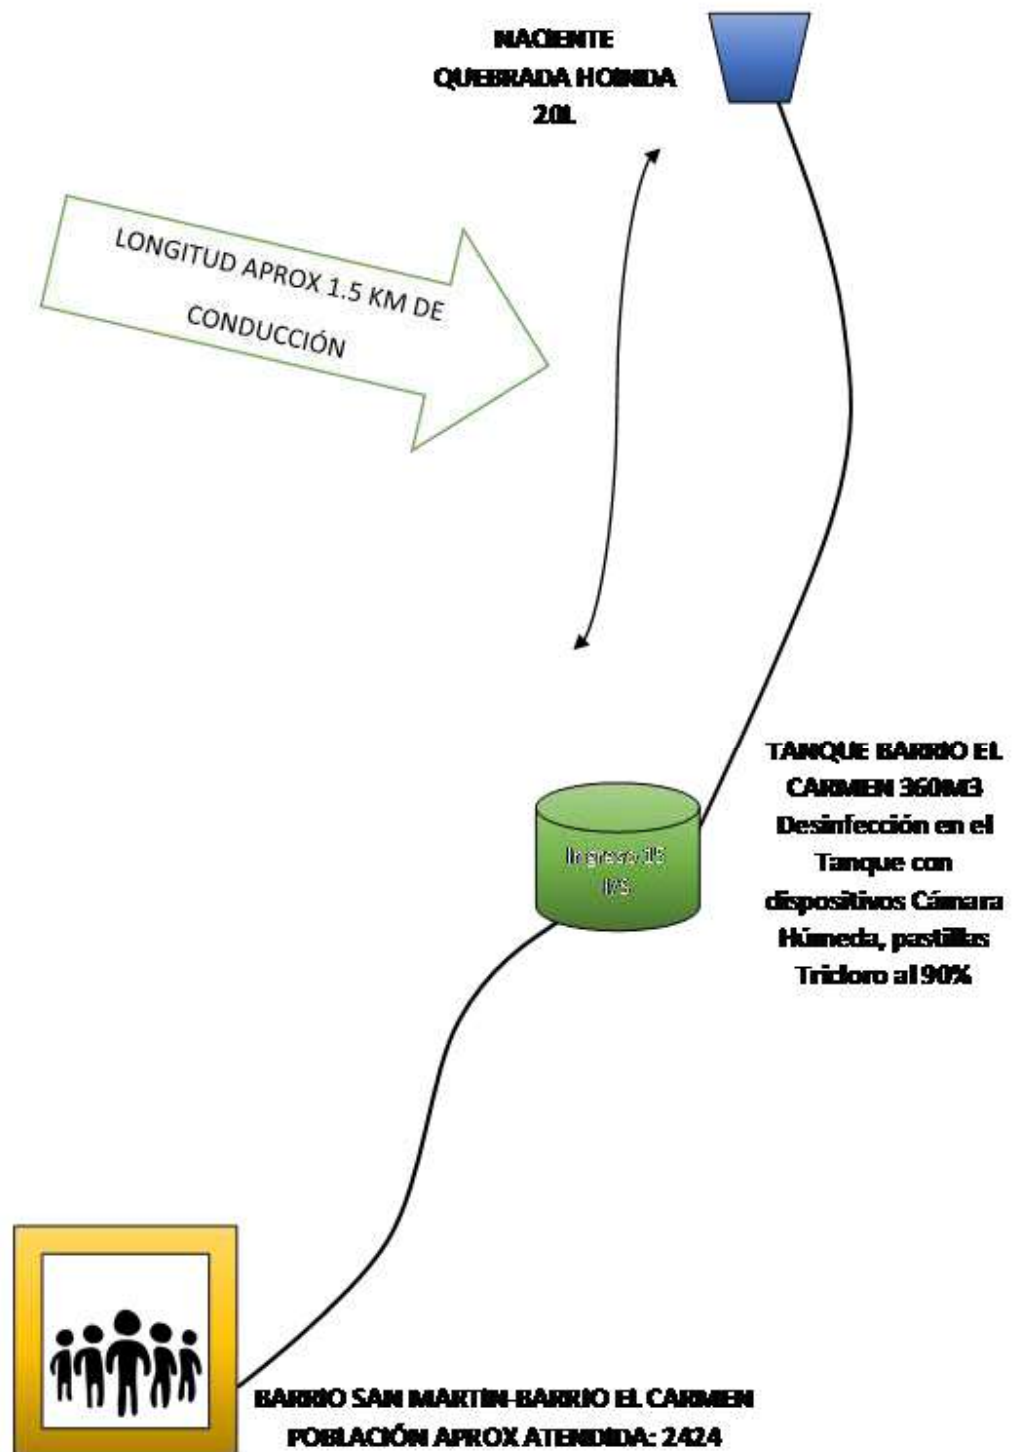 NACIENTE
QUEBRADA HONDA
20L
LONGITUD APROX 1.5 KM DE
CONDUCCIÓN
TANQUE BARRIO EL
CARMEN 360M3
Desinfección en el
Tanque con
dispositivos Cámara
Húmeda, pastillas
Tricloro al 90%
Ingreso 15
l/s
BARRIO SAN MARTIN-BARRIO EL CARMEN
POBLACIÓN APROX ATENDIDA: 2424